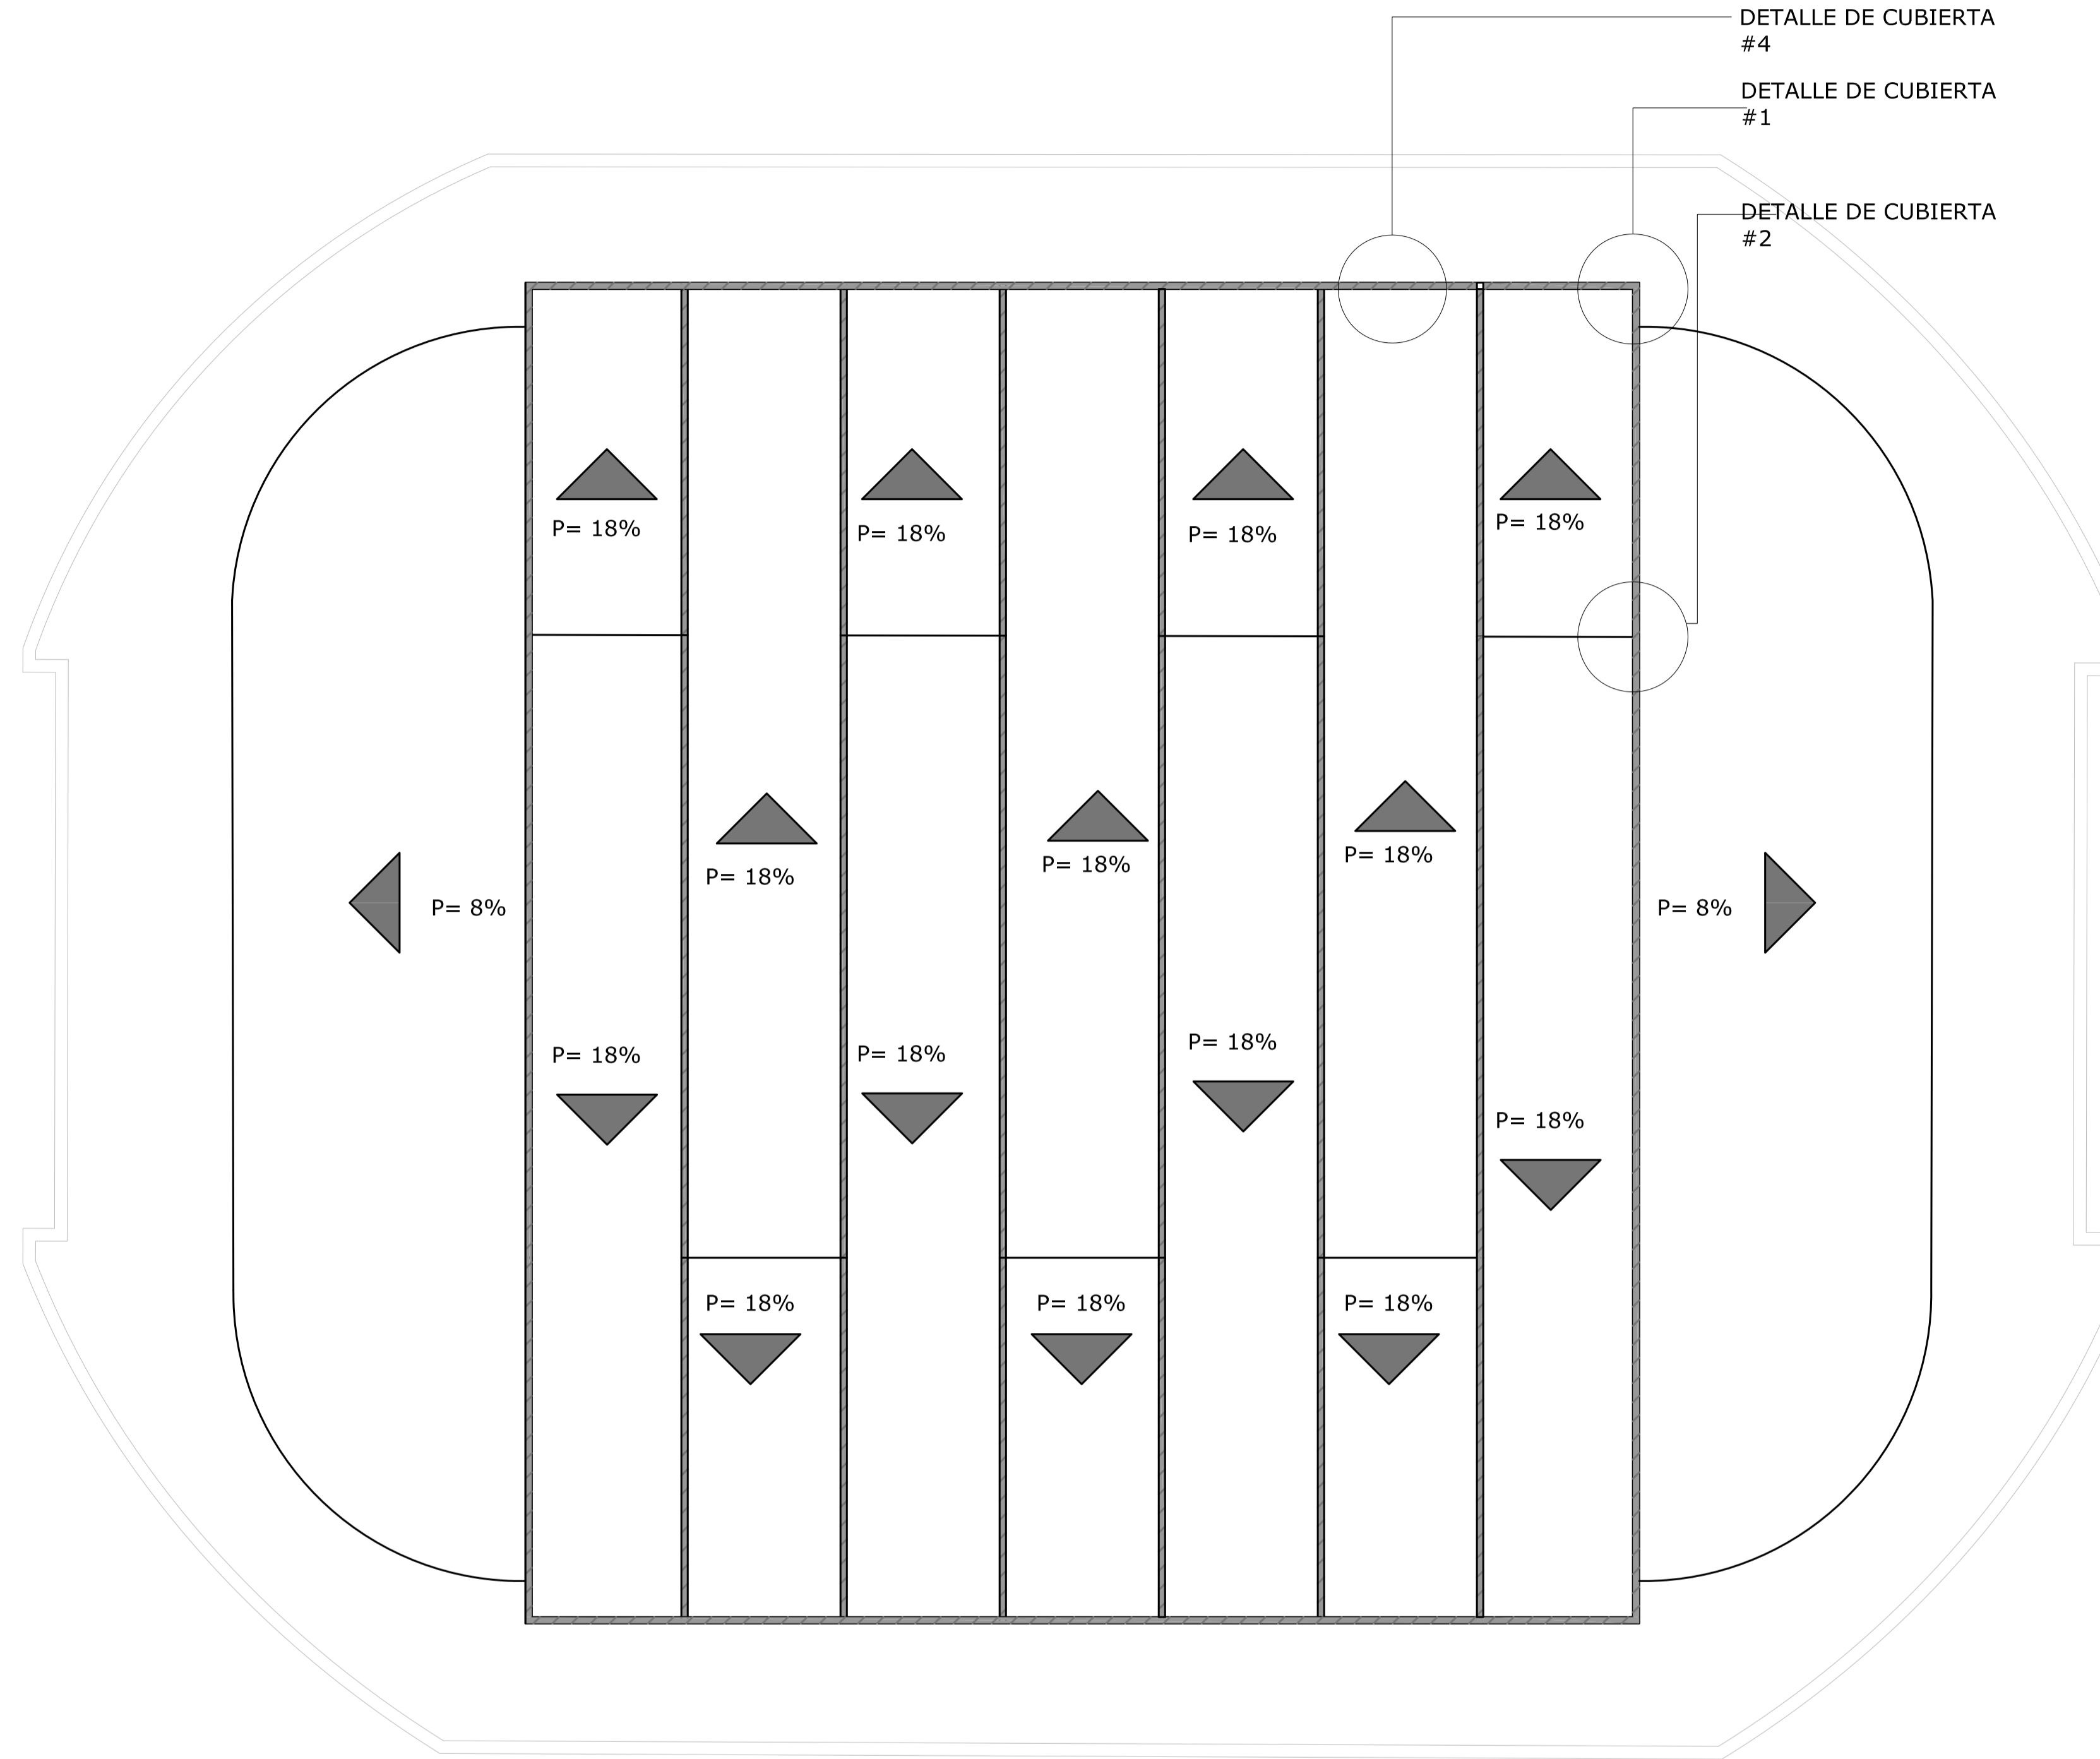 DETALLE DE CUBIERTA
#4
DETALLE DE CUBIERTA
#1
DETALLE DE CUBIERTA
#2
P= 18%
P= 18%
P= 18%
P= 18%
P= 18%
P= 18%
P= 18%
P= 8%
P= 8%
P= 18%
P= 18%
P= 18%
P= 18%
P= 18%
P= 18%
P= 18%